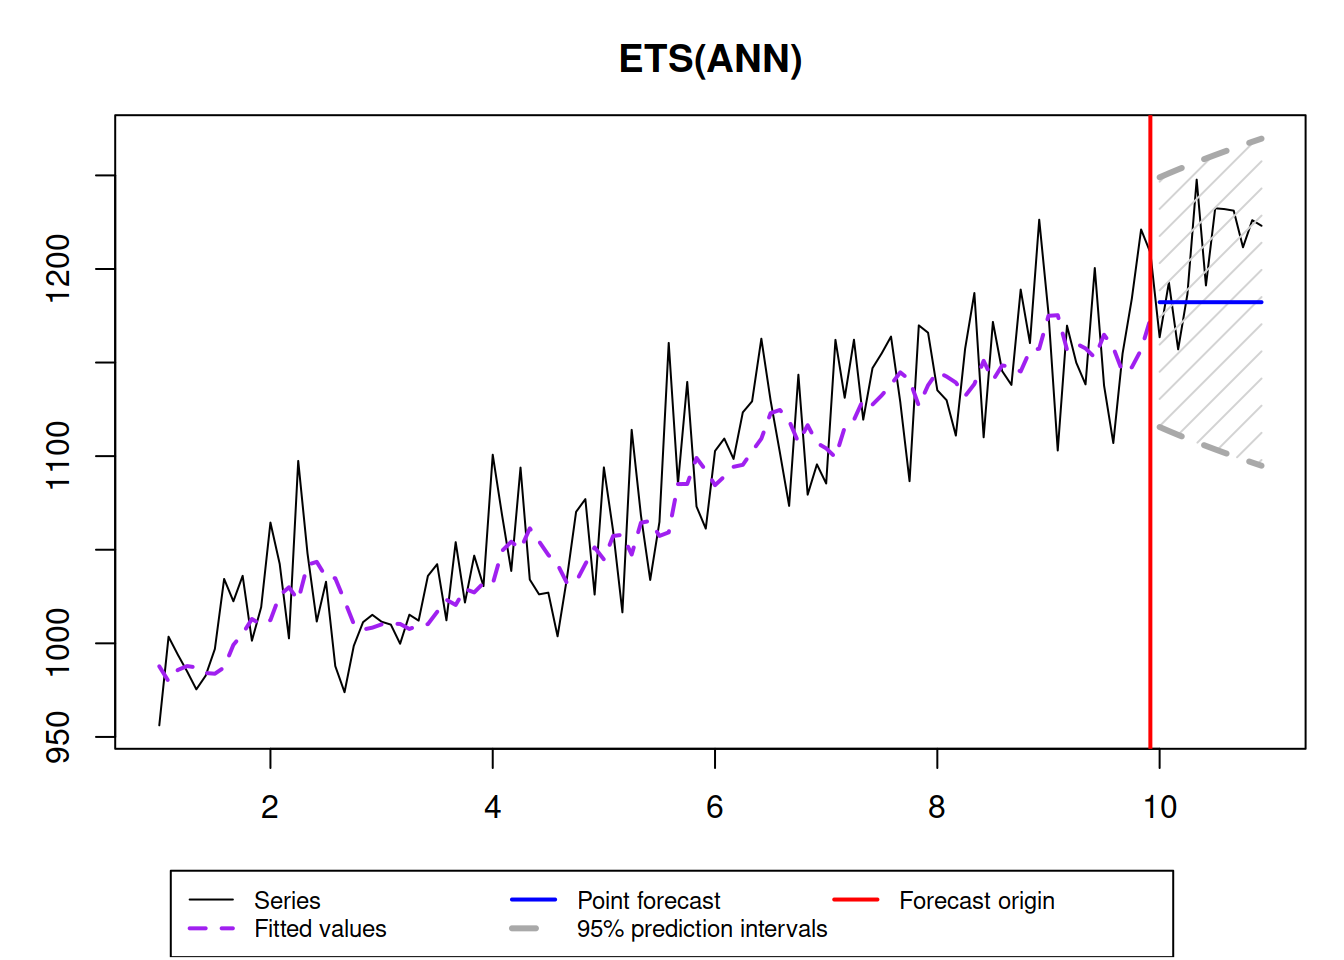 ETS(ANN)
1200
1100
1000
950
2 4 6 8 10
Series Point forecast Forecast origin
Fitted values 95% prediction intervals